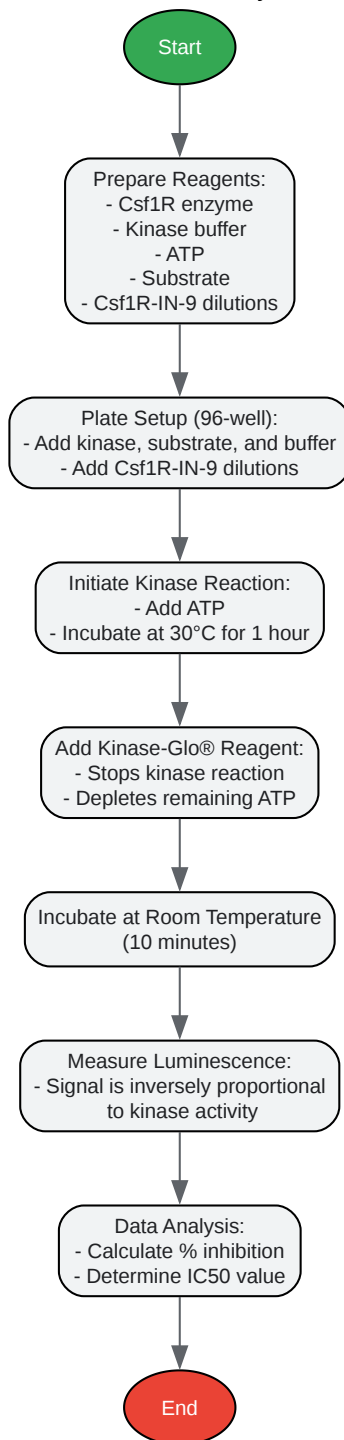 Start
Prepare Reagents:
- Csf1R enzyme
- Kinase buffer
- ATP
- Substrate
- Csf1R-IN-9 dilutions
Plate Setup (96-well):
- Add kinase, substrate, and buffer
- Add Csf1R-IN-9 dilutions
Initiate Kinase Reaction:
- Add ATP
- Incubate at 30°C for 1 hour
Add Kinase-Glo® Reagent:
- Stops kinase reaction
- Depletes remaining ATP
Incubate at Room Temperature
(10 minutes)
Measure Luminescence:
- Signal is inversely proportional
to kinase activity
Data Analysis:
- Calculate % inhibition
- Determine IC50 value
End